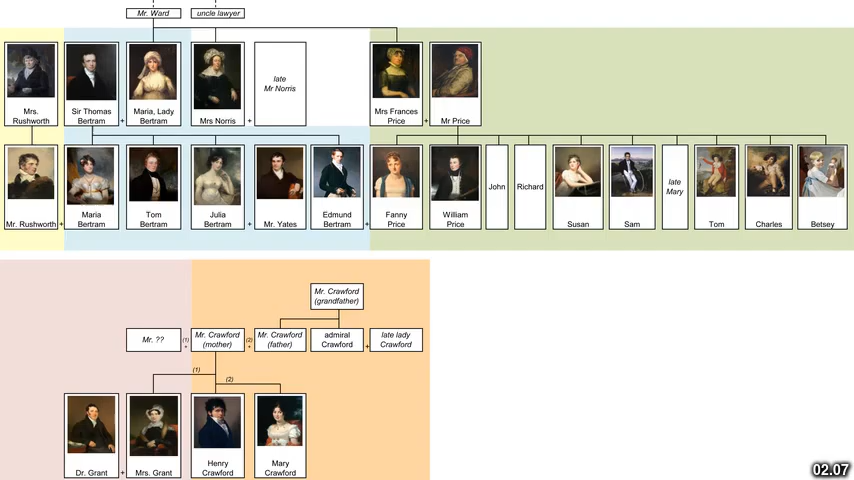 Mr. Ward
uncle lawyer
Mrs.
Rushworth
Sir Thomas
Bertram
+
Maria, Lady
Bertram
Mrs Norris
+
late
Mr Norris
Mrs Frances
Price
+
Mr Price
Mr. Rushworth
+
Maria
Bertram
Tom
Bertram
Julia
Bertram
+
Mr. Yates
Edmund
Bertram
+
Fanny
Price
William
Price
John
Richard
Susan
Sam
late
Mary
Tom
Charles
Betsey
Mr. Crawford
(grandfather)
Mr. ??
(1)
+
Mr. Crawford
(mother)
(2)
+
Mr. Crawford
(father)
admiral
Crawford
+
late lady
Crawford
(1)
(2)
Dr. Grant
+
Mrs. Grant
Henry
Crawford
Mary
Crawford
02.07